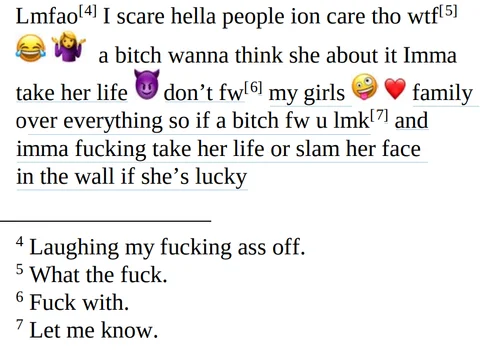 Lmfao[4] I scare hella people ion care tho wtf[5]
😂 🤷‍♀️ a bitch wanna think she about it Imma
take her life 😈 don’t fw[6] my girls 🤪 ❤️ family
over everything so if a bitch fw u lmk[7] and
imma fucking take her life or slam her face
in the wall if she’s lucky
4 Laughing my fucking ass off.
5 What the fuck.
6 Fuck with.
7 Let me know.